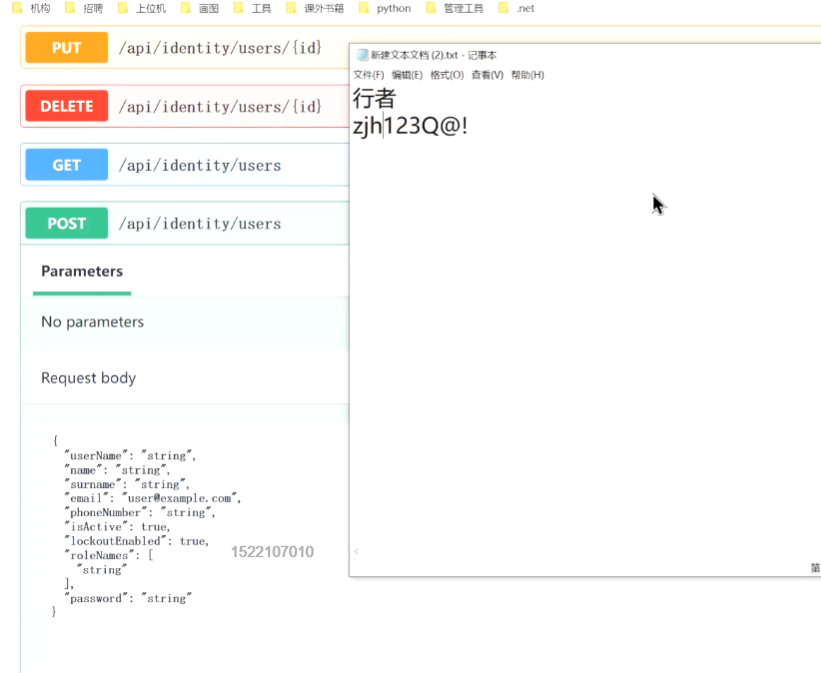 机构 招聘 上位机 画图 工具 课外书籍 python 管理工具 .net
PUT /api/identity/users/{id}
DELETE /api/identity/users/{id}
GET /api/identity/users
POST /api/identity/users
Parameters
No parameters
Request body
{
"userName": "string",
"name": "string",
"surname": "string",
"email": "user@example.com",
"phoneNumber": "string",
"isActive": true,
"lockoutEnabled": true,
"roleNames": [
"string"
],
"password": "string"
}
1522107010
新建文本文档 (2).txt - 记事本
文件(F) 编辑(E) 格式(O) 查看(V) 帮助(H)
行者
zjh123Q@!
第